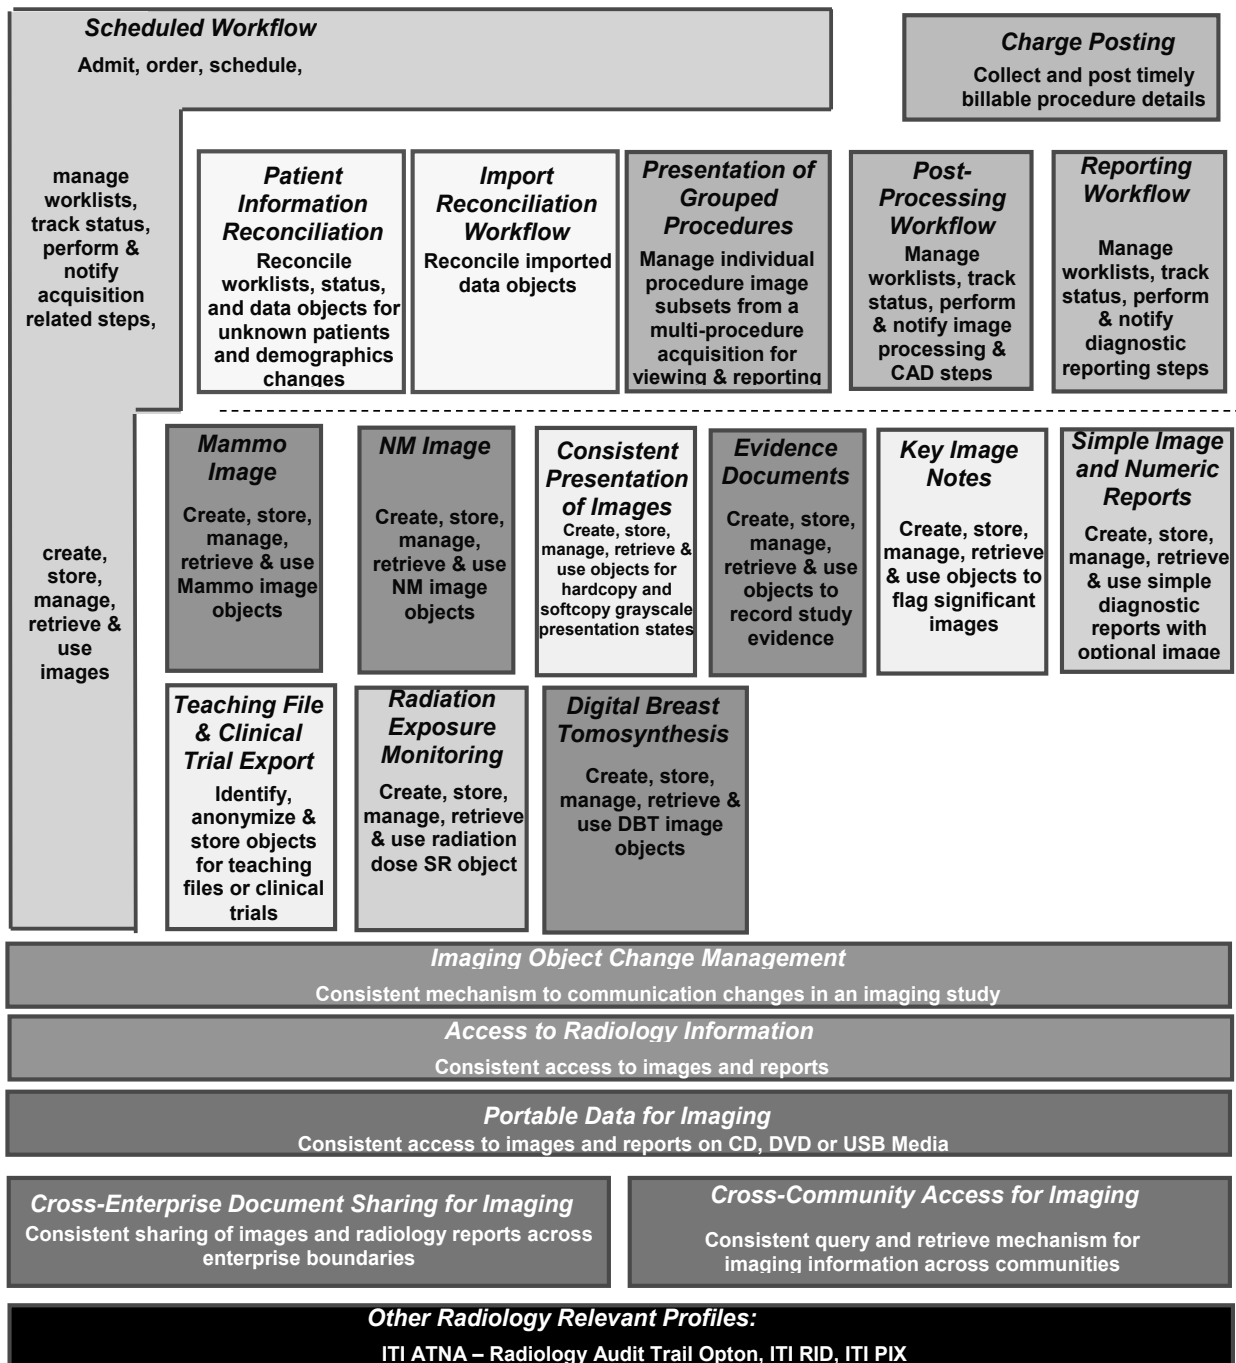 Scheduled Workflow
Admit, order, schedule,
Charge Posting
Collect and post timely
billable procedure details
manage
worklists,
track status,
perform &
notify
acquisition
related steps,
Patient
Information
Reconciliation
Reconcile
worklists, status,
and data objects for
unknown patients
and demographics
changes
Import
Reconciliation
Workflow
Reconcile imported
data objects
Presentation of
Grouped
Procedures
Manage individual
procedure image
subsets from a
multi-procedure
acquisition for
viewing & reporting
Post-
Processing
Workflow
Manage
worklists, track
status, perform
& notify image
processing &
CAD steps
Reporting
Workflow
Manage
worklists, track
status, perform
& notify
diagnostic
reporting steps
create,
store,
manage,
retrieve &
use
images
Mammo
Image
Create, store,
manage,
retrieve & use
Mammo image
objects
NM Image
Create, store,
manage,
retrieve & use
NM image
objects
Consistent
Presentation
of Images
Create, store,
manage, retrieve &
use objects for
hardcopy and
softcopy grayscale
presentation states
Evidence
Documents
Create, store,
manage,
retrieve & use
objects to
record study
evidence
Key Image
Notes
Create, store,
manage, retrieve
& use objects to
flag significant
images
Simple Image
and Numeric
Reports
Create, store,
manage, retrieve
& use simple
diagnostic
reports with
optional image
Teaching File
& Clinical
Trial Export
Identify,
anonymize &
store objects
for teaching
files or clinical
trials
Radiation
Exposure
Monitoring
Create, store,
manage, retrieve
& use radiation
dose SR object
Digital Breast
Tomosynthesis
Create, store,
manage, retrieve &
use DBT image
objects
Imaging Object Change Management
Consistent mechanism to communication changes in an imaging study
Access to Radiology Information
Consistent access to images and reports
Portable Data for Imaging
Consistent access to images and reports on CD, DVD or USB Media
Cross-Enterprise Document Sharing for Imaging
Consistent sharing of images and radiology reports across
enterprise boundaries
Cross-Community Access for Imaging
Consistent query and retrieve mechanism for
imaging information across communities
Other Radiology Relevant Profiles:
ITI ATNA – Radiology Audit Trail Opton, ITI RID, ITI PIX